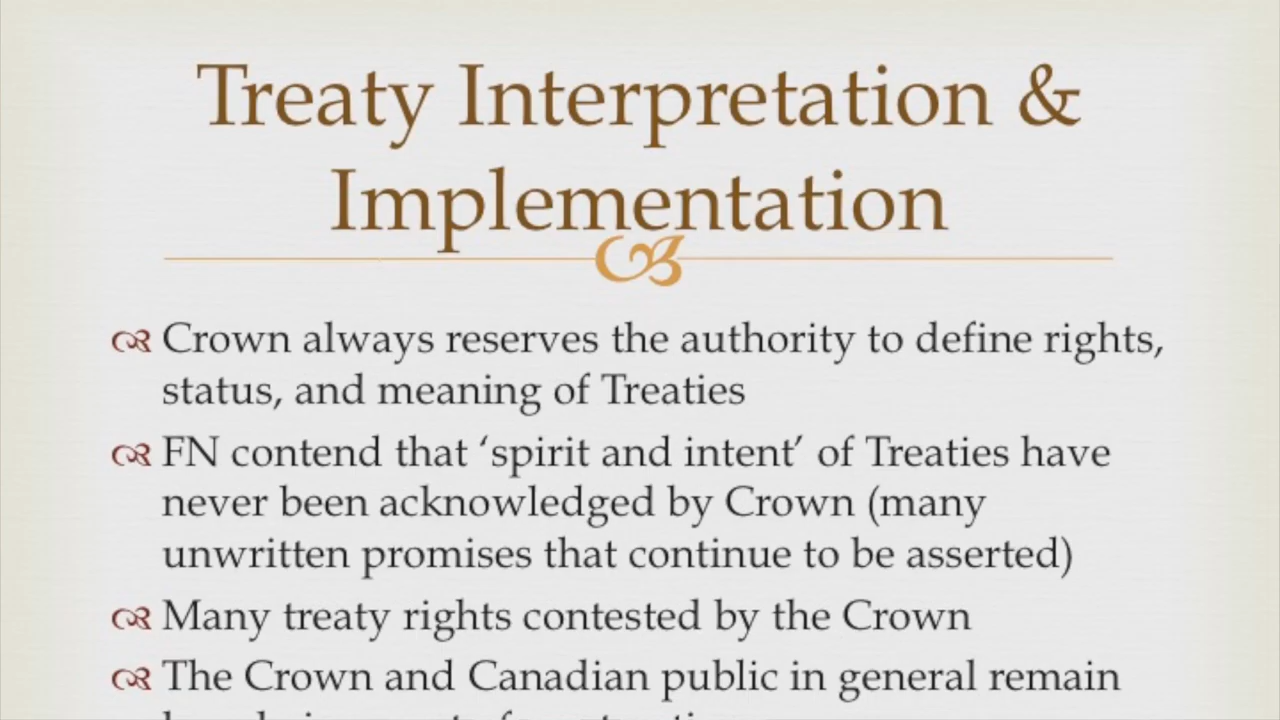 Treaty Interpretation &
Implementation
Crown always reserves the authority to define rights,
status, and meaning of Treaties
FN contend that ‘spirit and intent’ of Treaties have
never been acknowledged by Crown (many
unwritten promises that continue to be asserted)
Many treaty rights contested by the Crown
The Crown and Canadian public in general remain